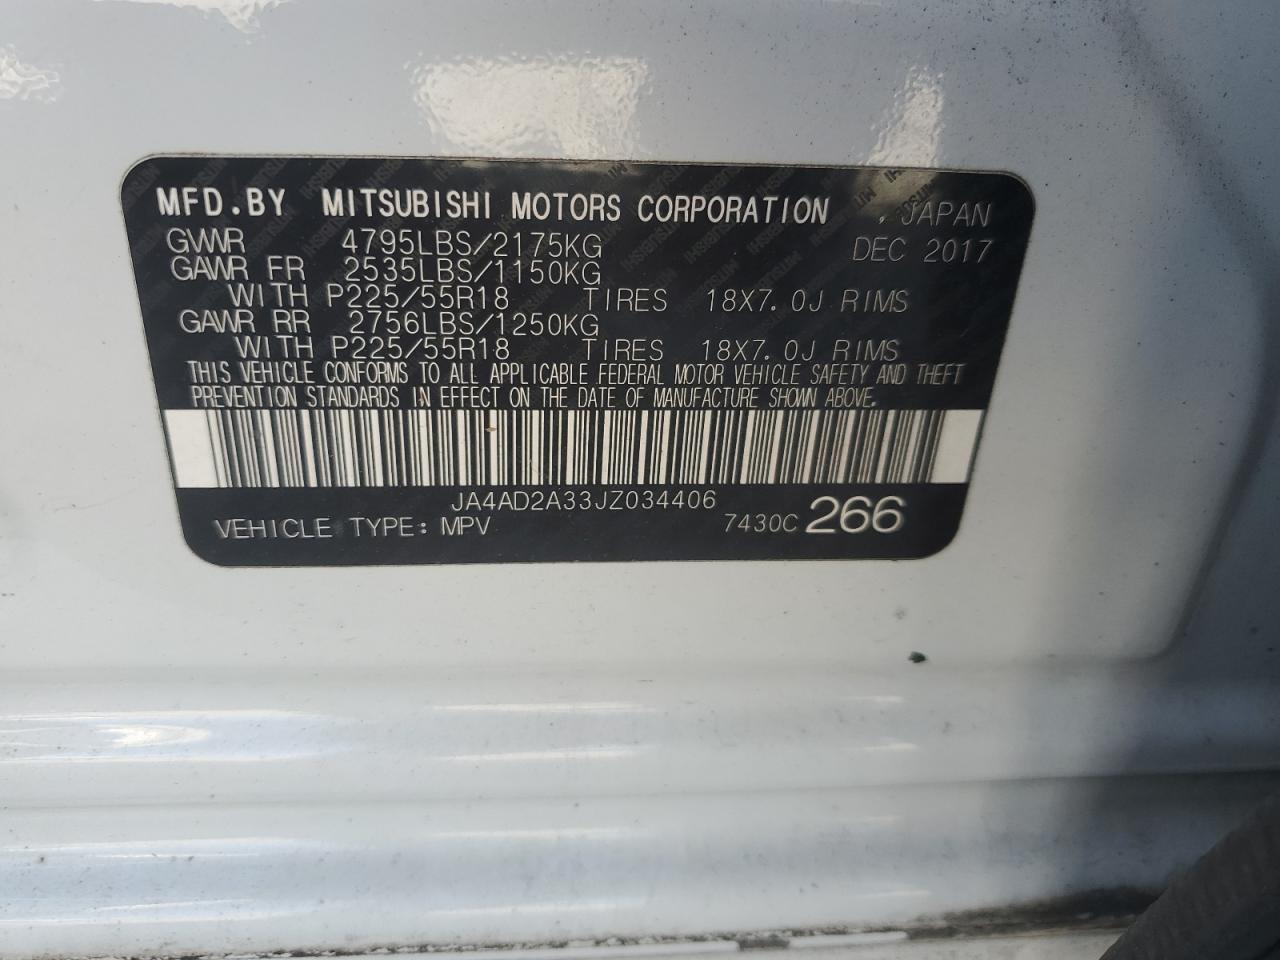 MFD.BY MITSUBISHI MOTORS CORPORATION , JAPAN
GVWR 4795LBS/2175KG DEC 2017
GAWR FR 2535LBS/1150KG
WITH P225/55R18 TIRES 18X7.0J RIMS
GAWR RR 2756LBS/1250KG
WITH P225/55R18 TIRES 18X7.0J RIMS
THIS VEHICLE CONFORMS TO ALL APPLICABLE FEDERAL MOTOR VEHICLE SAFETY AND THEFT
PREVENTION STANDARDS IN EFFECT ON THE DATE OF MANUFACTURE SHOWN ABOVE.
JA4AD2A33JZ034406
VEHICLE TYPE: MPV 7430C 266